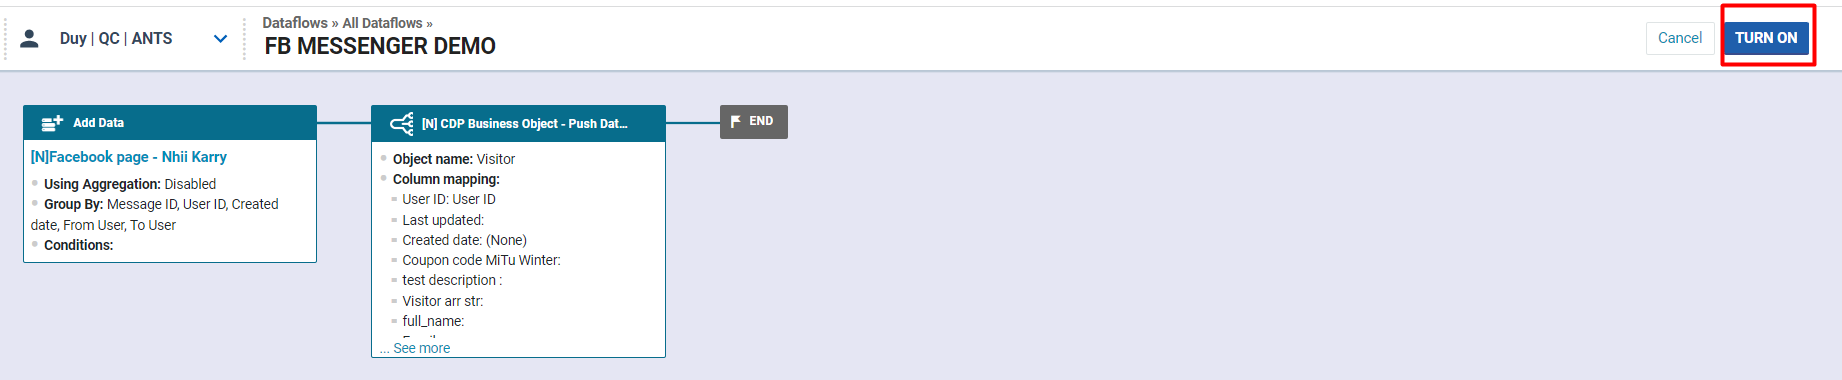 Duy | QC | ANTS
Dataflows » All Dataflows »
FB MESSENGER DEMO
Cancel
TURN ON
Add Data
[N]Facebook page - Nhii Karry
Using Aggregation: Disabled
Group By: Message ID, User ID, Created
date, From User, To User
Conditions:
[N] CDP Business Object - Push Dat...
Object name: Visitor
Column mapping:
User ID: User ID
Last updated:
Created date: (None)
Coupon code MiTu Winter:
test description :
Visitor arr str:
full_name:
... See more
END